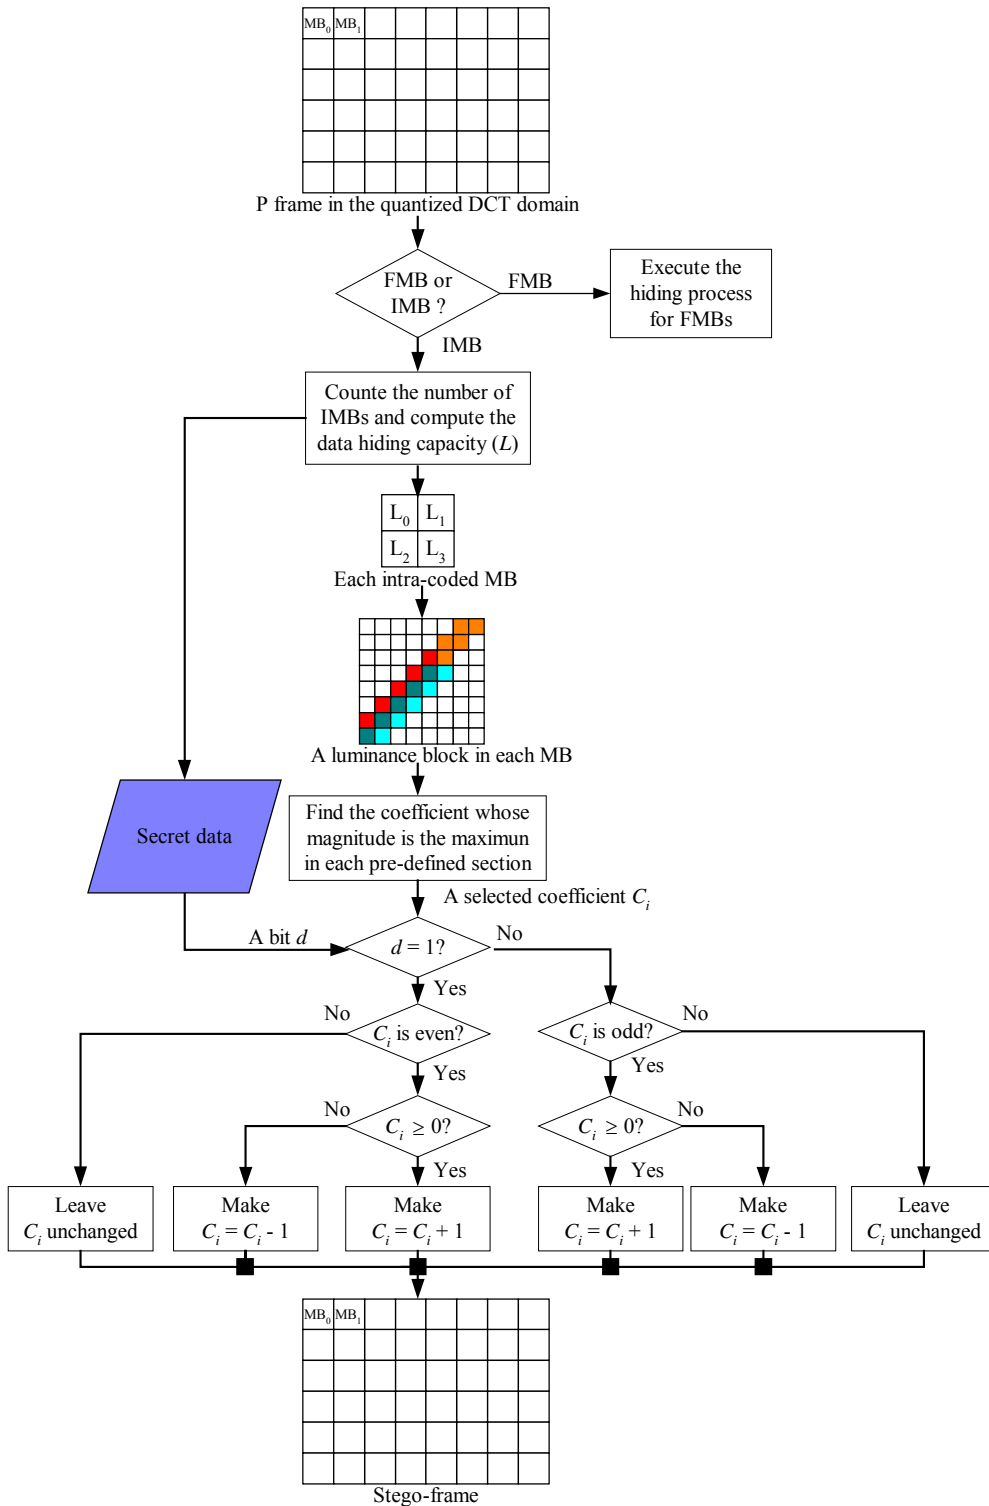 MB0 MB1
P frame in the quantized DCT domain
FMB or
IMB ?
FMB
Execute the
hiding process
for FMBs
IMB
Counte the number of
IMBs and compute the
data hiding capacity (L)
L0 L1
L2 L3
Each intra-coded MB
A luminance block in each MB
Secret data
Find the coefficient whose
magnitude is the maximun
in each pre-defined section
A selected coefficient Ci
A bit d
d = 1?
No
Yes
No
Ci is even?
Ci is odd?
No
Yes
Yes
No
Ci ≥ 0?
Ci ≥ 0?
No
Yes
Yes
Leave
Ci unchanged
Make
Ci = Ci - 1
Make
Ci = Ci + 1
Make
Ci = Ci + 1
Make
Ci = Ci - 1
Leave
Ci unchanged
MB0 MB1
Stego-frame